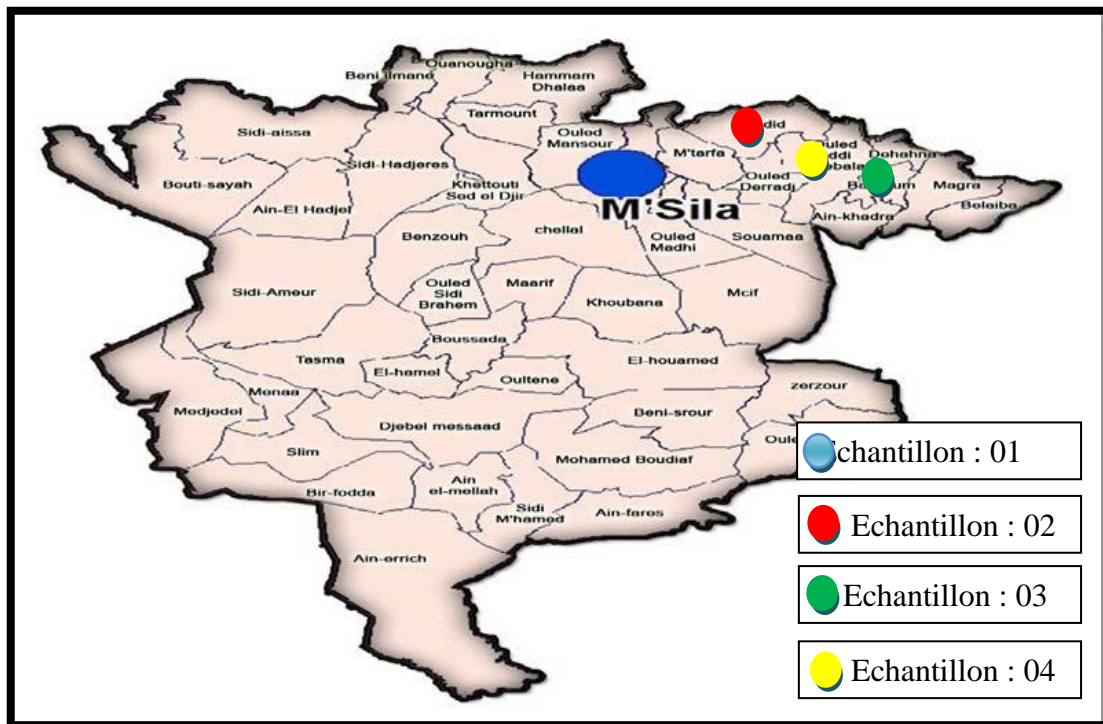 Ouanougha
Beni ilmane
Hammam
Dhalaa
Tarmount
Sidi-aissa
Ouled
Mansour
M'tarfa
Sidi-Hadjeres
Bouti-sayah
Khettouti
Sed el Djir
Ain-El Hadjel
Ouled
Derradj
Dehahna
Magra
Belaiba
Ain-khadra
M'Sila
chellal
Benzouh
Ouled
Madhi
Souamaa
Sidi-Ameur
Ouled
Sidi
Brahem
Maarif
Khoubana
Mcif
Boussada
Tasma
El-hamel
Oultene
El-houamed
zerzour
Menaa
Medjedel
Beni-srour
Djebel messaad
Slim
Mohamed Boudiaf
Ain
el-mellah
Bir-fodda
Sidi
M'hamed
Ain-fares
Ain-errich
chantillon : 01
Echantillon : 02
Echantillon : 03
Echantillon : 04